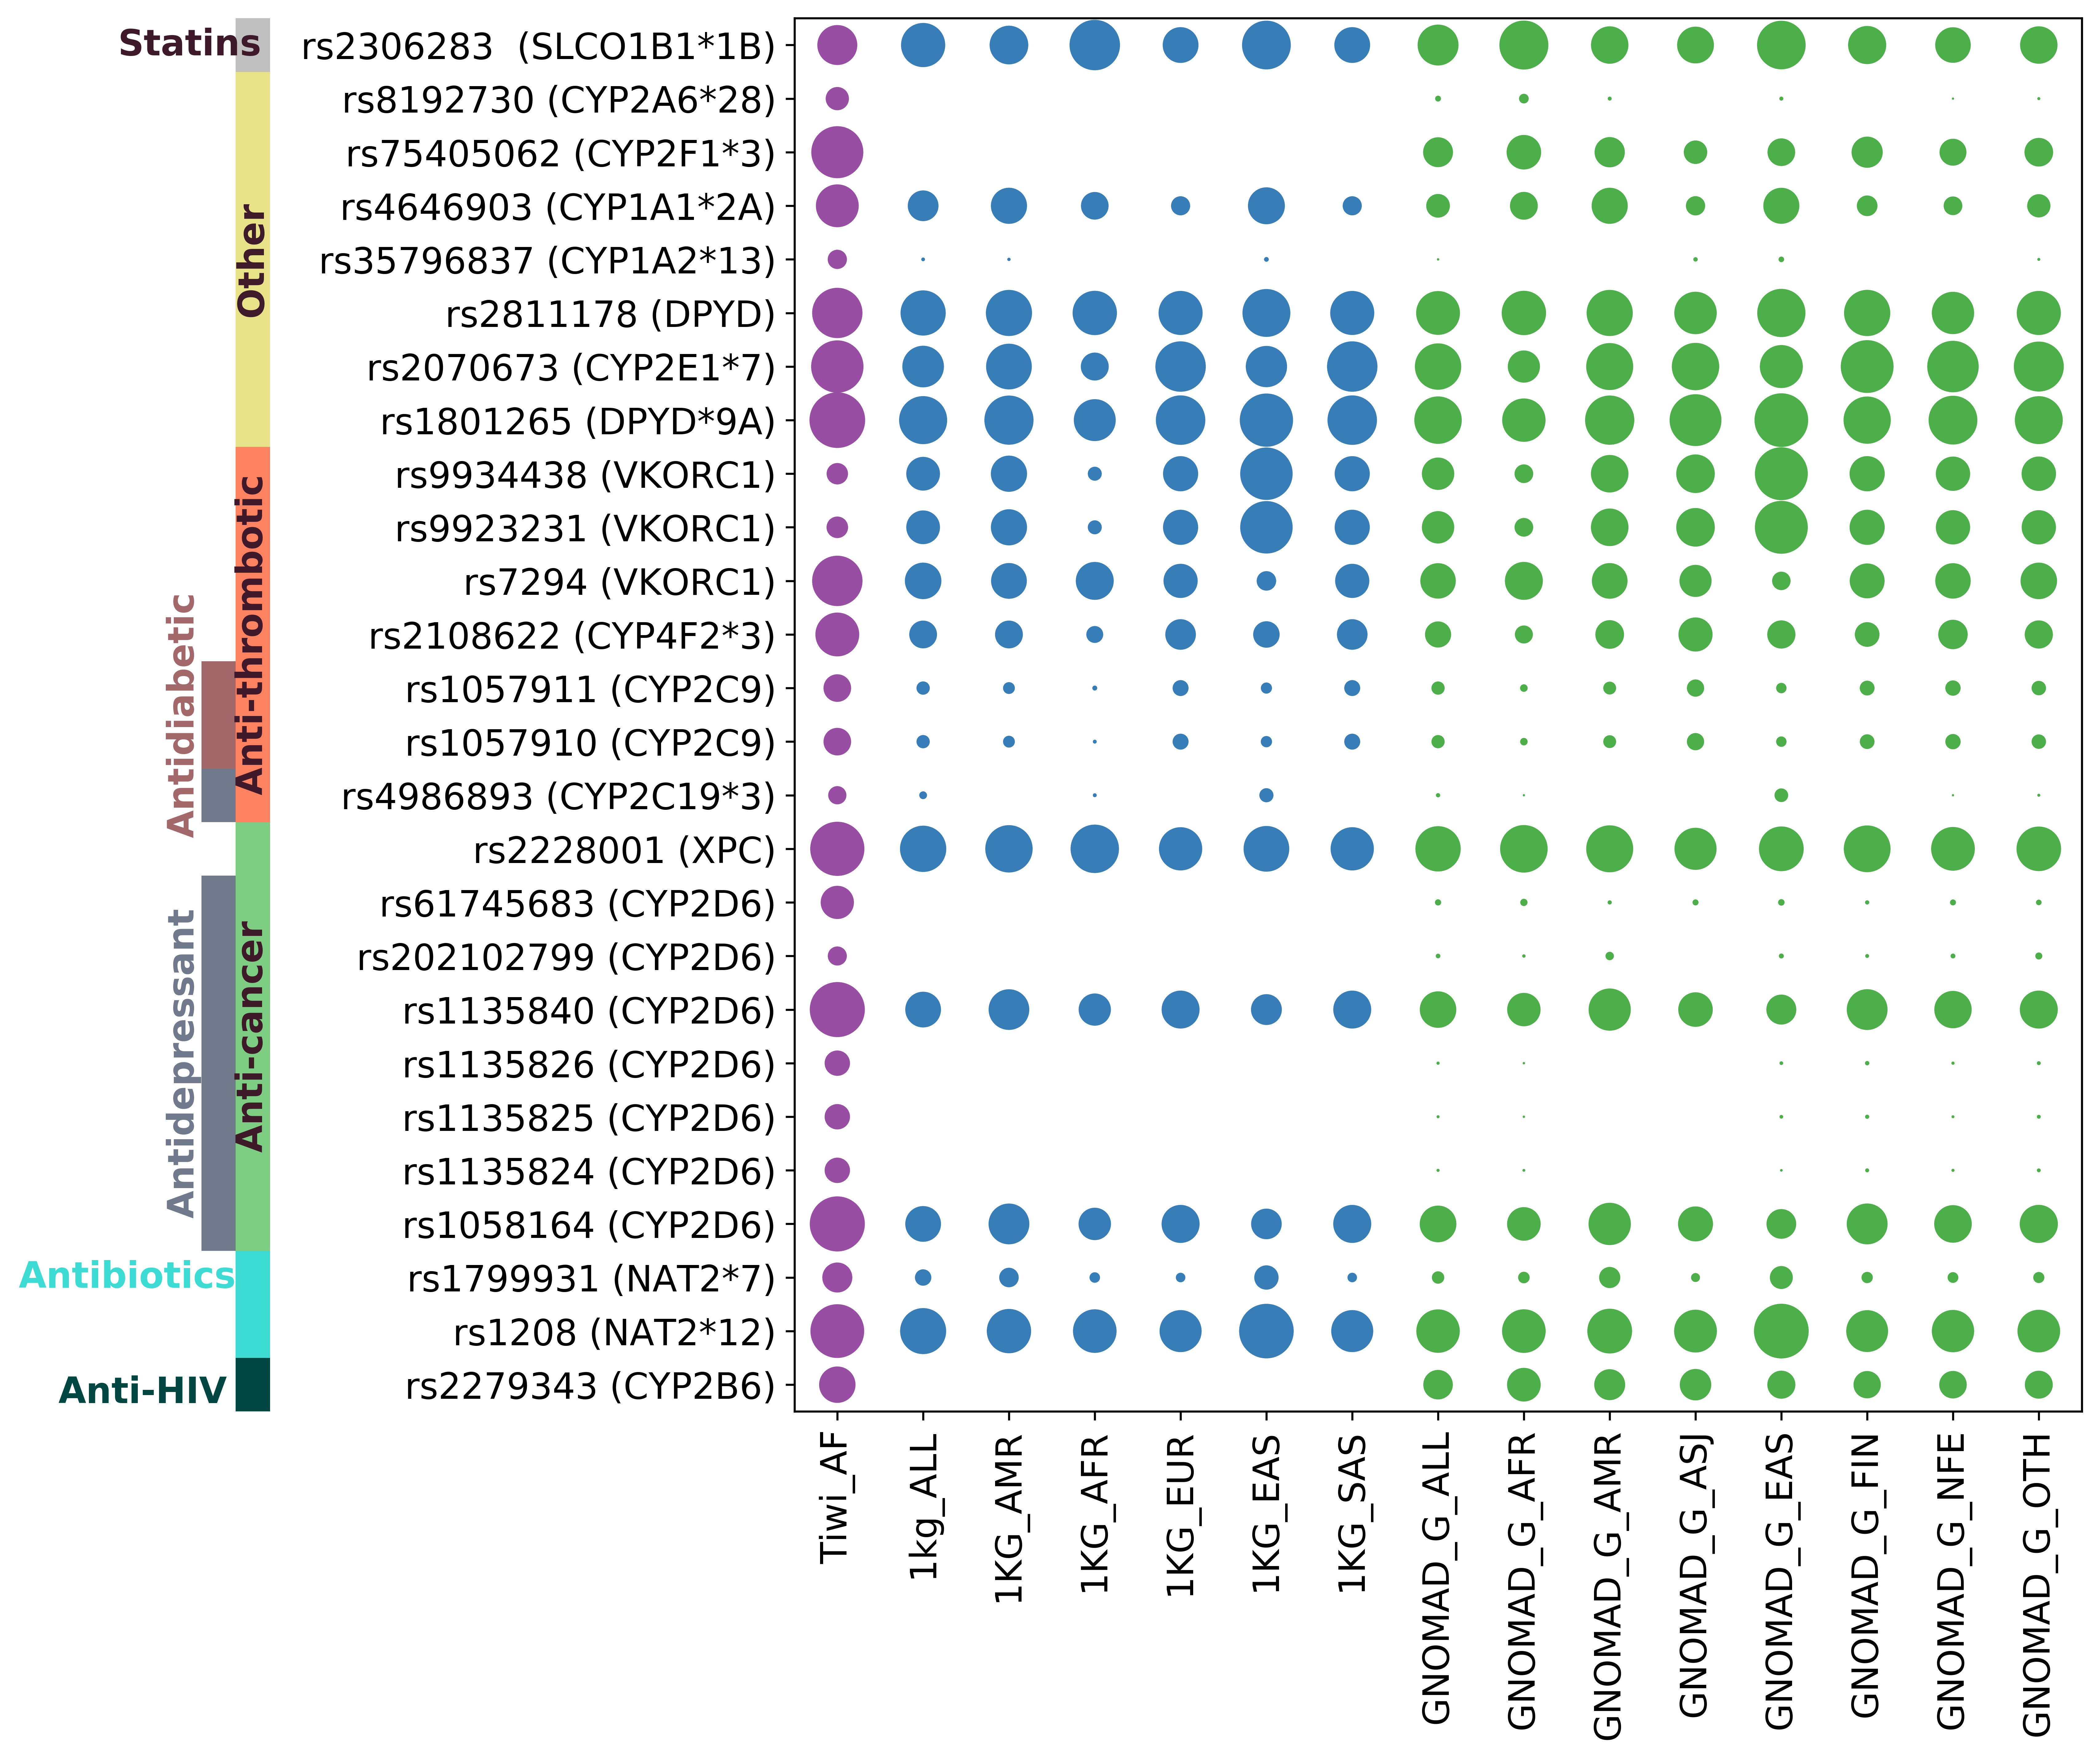 Statins
Other
Anti-thrombotic
Antidiabetic
Anti-cancer
Antidepressant
Antibiotics
Anti-HIV
rs2306283  (SLCO1B1*1B)
rs8192730 (CYP2A6*28)
rs75405062 (CYP2F1*3)
rs4646903 (CYP1A1*2A)
rs35796837 (CYP1A2*13)
rs2811178 (DPYD)
rs2070673 (CYP2E1*7)
rs1801265 (DPYD*9A)
rs9934438 (VKORC1)
rs9923231 (VKORC1)
rs7294 (VKORC1)
rs2108622 (CYP4F2*3)
rs1057911 (CYP2C9)
rs1057910 (CYP2C9)
rs4986893 (CYP2C19*3)
rs2228001 (XPC)
rs61745683 (CYP2D6)
rs202102799 (CYP2D6)
rs1135840 (CYP2D6)
rs1135826 (CYP2D6)
rs1135825 (CYP2D6)
rs1135824 (CYP2D6)
rs1058164 (CYP2D6)
rs1799931 (NAT2*7)
rs1208 (NAT2*12)
rs2279343 (CYP2B6)
Tiwi_AF
1kg_ALL
1KG_AMR
1KG_AFR
1KG_EUR
1KG_EAS
1KG_SAS
GNOMAD_G_ALL
GNOMAD_G_AFR
GNOMAD_G_AMR
GNOMAD_G_ASJ
GNOMAD_G_EAS
GNOMAD_G_FIN
GNOMAD_G_NFE
GNOMAD_G_OTH